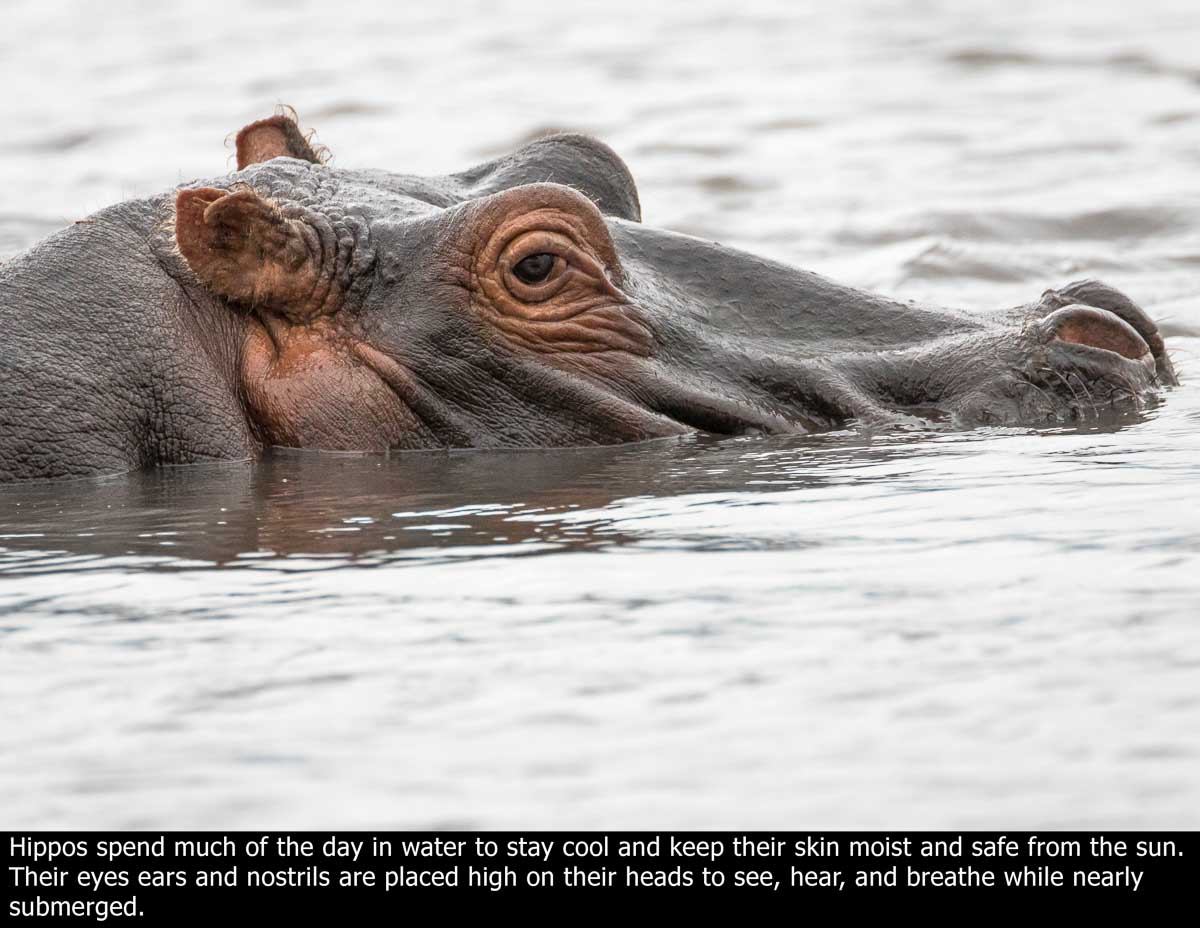 Hippos spend much of the day in water to stay cool and keep their skin moist and safe from the sun.
Their eyes ears and nostrils are placed high on their heads to see, hear, and breathe while nearly
submerged.